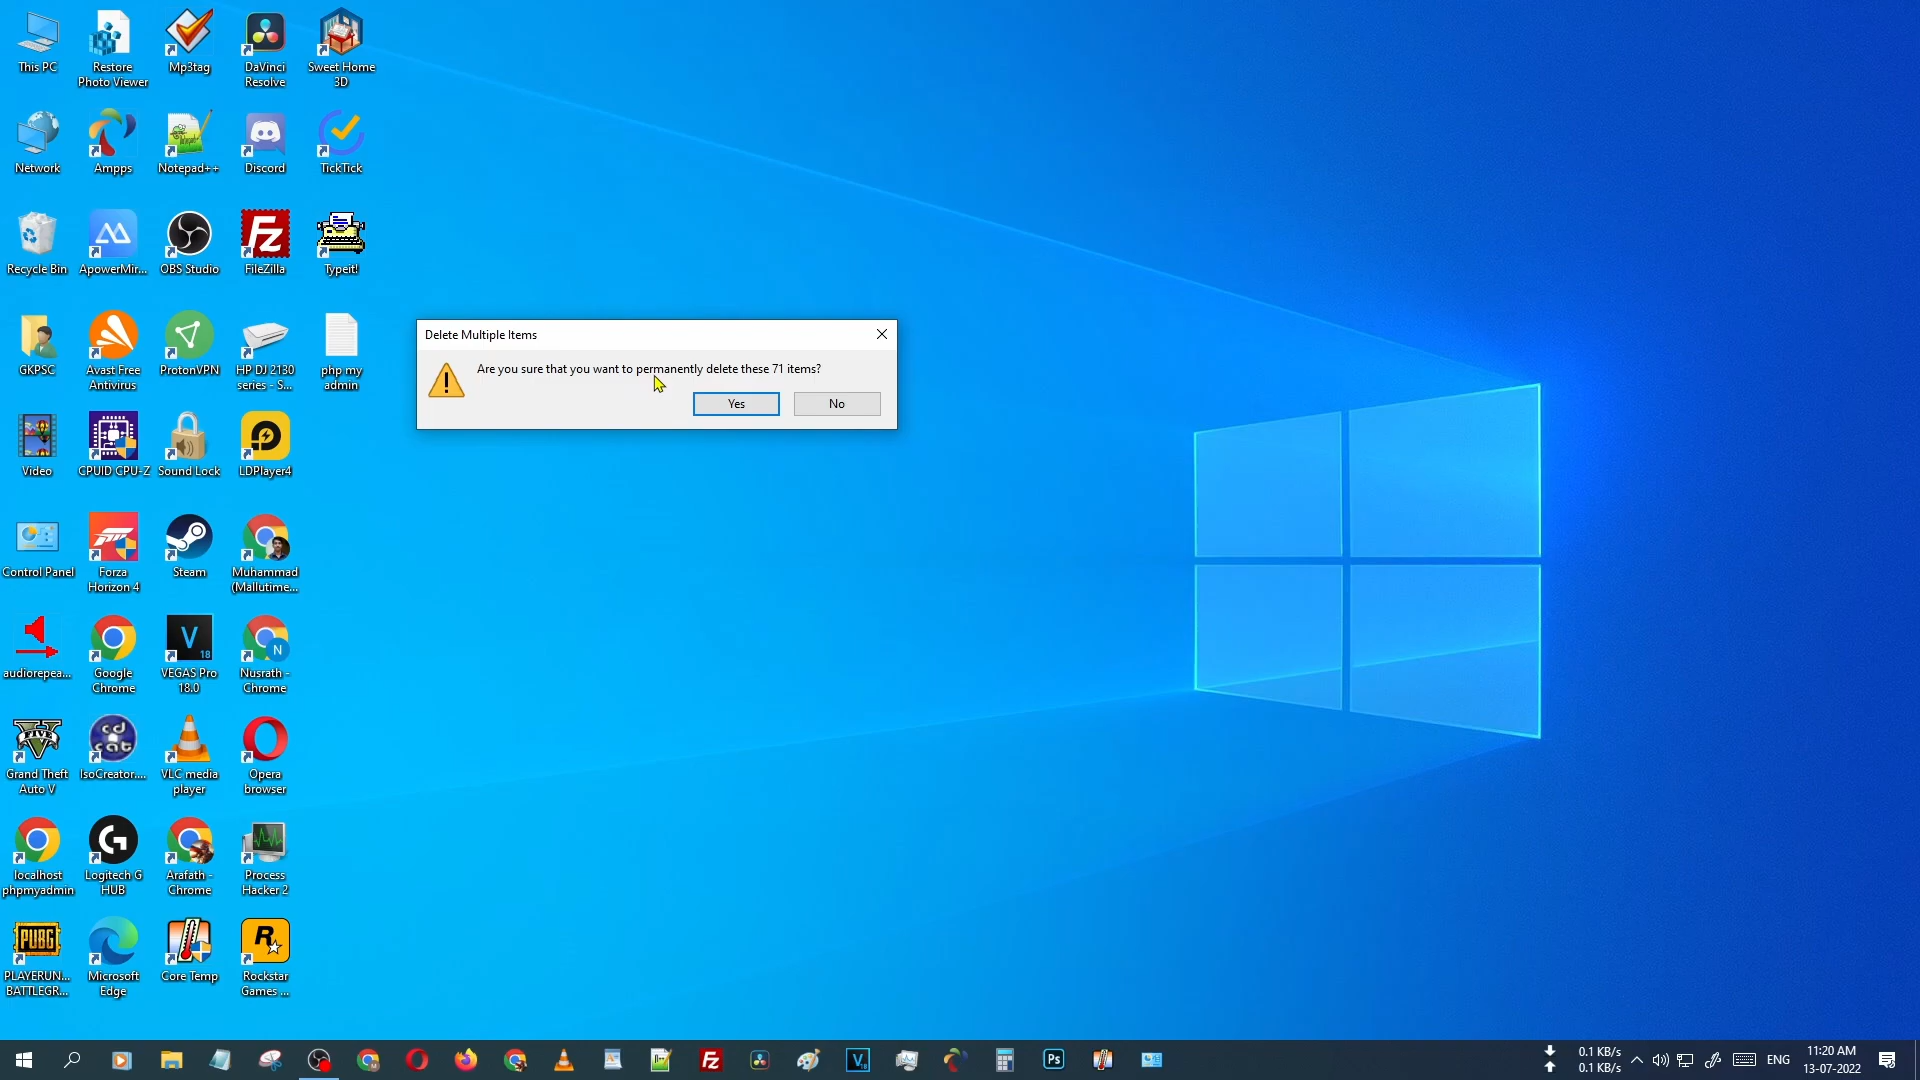 This PC
Restore
Photo Viewer
Mp3tag
DaVinci
Resolve
Sweet Home
3D
Network
Ampps
Notepad++
Discord
TickTick
Recycle Bin
ApowerMir...
OBS Studio
FileZilla
Typeit!
GKPSC
Avast Free
Antivirus
ProtonVPN
HP DJ 2130
series - S...
php my
admin
Delete Multiple Items
Are you sure that you want to permanently delete these 71 items?
Yes
No
Video
CPUID CPU-Z
Sound Lock
LDPlayer4
Control Panel
Forza
Horizon 4
Steam
Muhammad
(Mallutime...
audiorepea...
Google
Chrome
VEGAS Pro
18.0
Nusrath -
Chrome
Grand Theft
Auto V
IsoCreator....
VLC media
player
Opera
browser
localhost
phpmyadmin
Logitech G
HUB
Arafath -
Chrome
Process
Hacker 2
PLAYERUN...
BATTLEGR...
Microsoft
Edge
Core Temp
Rockstar
Games ...
0.1 KB/s
0.1 KB/s
ENG
11:20 AM
13-07-2022